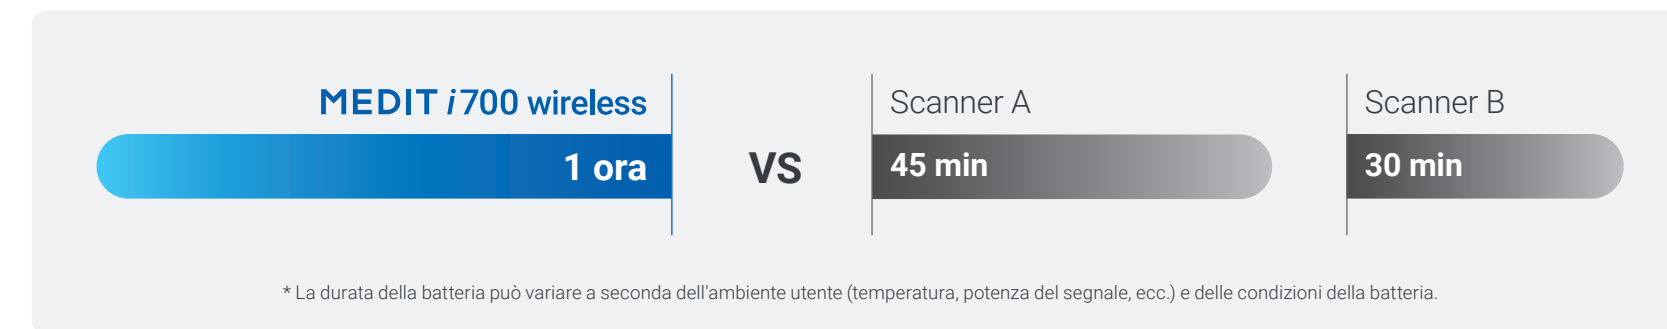 MEDIT i700 wireless
1 ora
VS
Scanner A
45 min
Scanner B
30 min
* La durata della batteria può variare a seconda dell'ambiente utente (temperatura, potenza del segnale, ecc.) e delle condizioni della batteria.